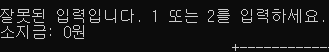 잘못된 입력입니다. 1 또는 2를 입력하세요.
소지금: 0원
+-----------